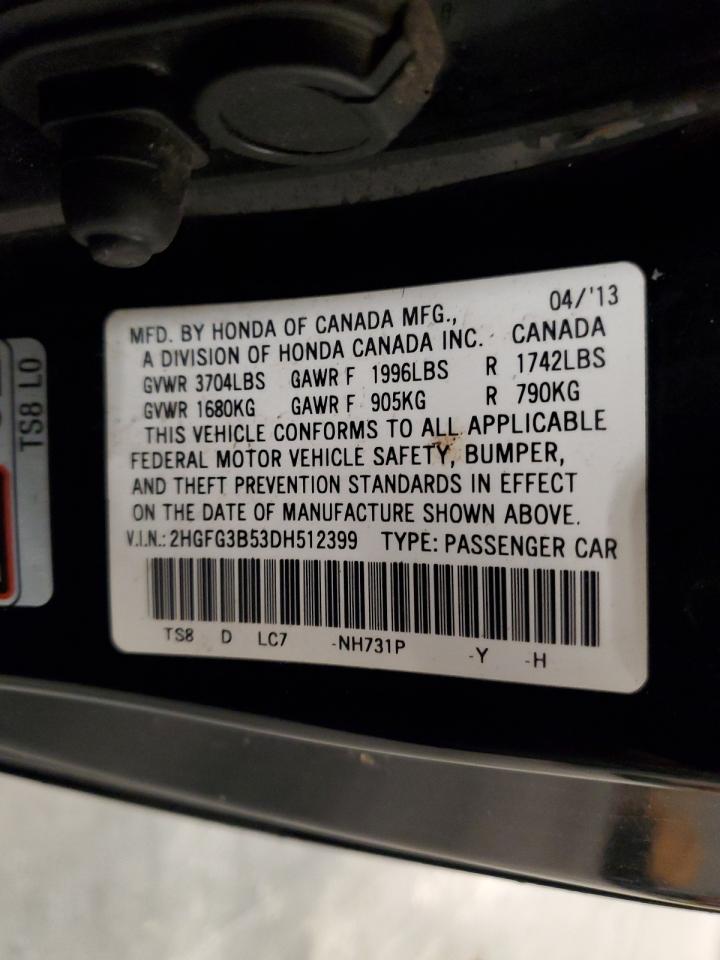 04/'13
MFD. BY HONDA OF CANADA MFG.,
A DIVISION OF HONDA CANADA INC. CANADA
GVWR 3704LBS GAWR F 1996LBS R 1742LBS
GVWR 1680KG GAWR F 905KG R 790KG
THIS VEHICLE CONFORMS TO ALL APPLICABLE
FEDERAL MOTOR VEHICLE SAFETY, BUMPER,
AND THEFT PREVENTION STANDARDS IN EFFECT
ON THE DATE OF MANUFACTURE SHOWN ABOVE.
V.I.N.: 2HGFG3B53DH512399 TYPE: PASSENGER CAR
TS8 D LC7 -NH731P -Y -H
TS8 L0